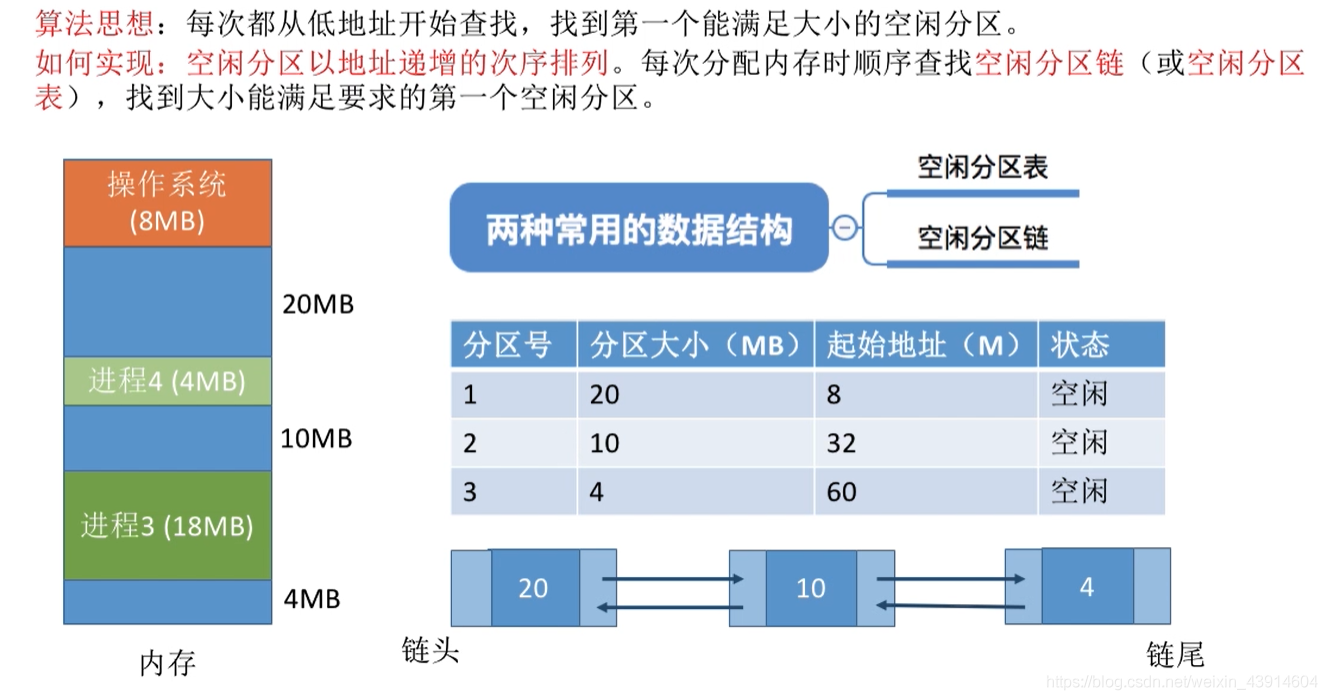 算法思想：每次都从低地址开始查找，找到第一个能满足大小的空闲分区。
如何实现：空闲分区以地址递增的次序排列。每次分配内存时顺序查找空闲分区链（或空闲分区
表），找到大小能满足要求的第一个空闲分区。
操作系统
(8MB)
20MB
进程4 (4MB)
10MB
进程3 (18MB)
4MB
内存
两种常用的数据结构
空闲分区表
空闲分区链
分区号 分区大小（MB） 起始地址（M） 状态
1 20 8 空闲
2 10 32 空闲
3 4 60 空闲
20 10 4
链头
链尾
https://blog.csdn.net/weixin_43914604